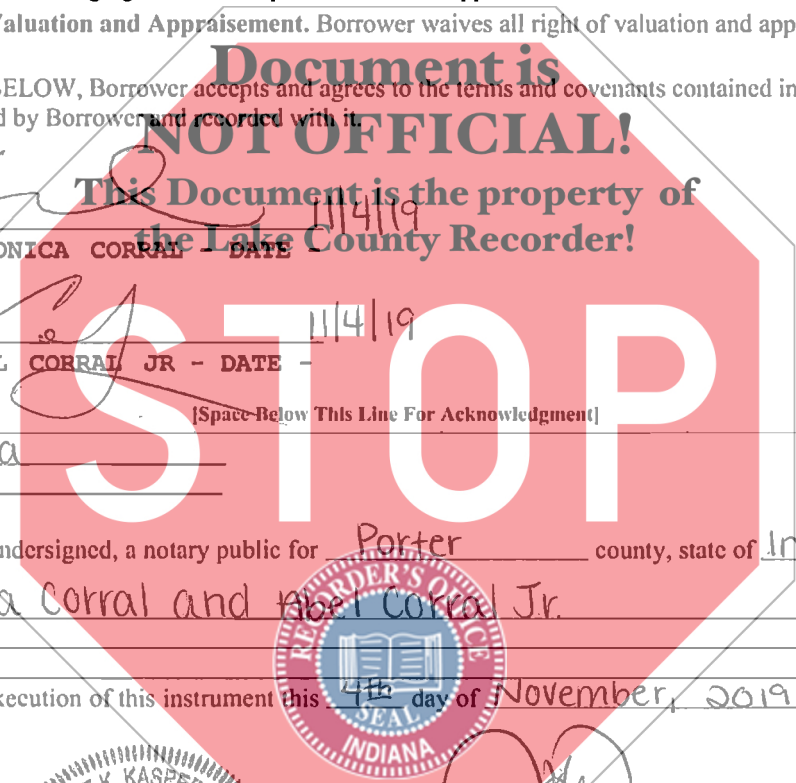 Valuation and Appraisement. Borrower waives all right of valuation and app
Document is
BELOW, Borrower accepts and agrees to the terms and covenants contained in
d by Borrower and recorded with it.
NOT OFFICIAL!
This Document is the property of
11/4/19
the Lake County Recorder!
ONICA CORRAL - DATE -
11/4/19
L CORRAL JR - DATE -
STOP
[Space Below This Line For Acknowledgment]
a
ndersigned, a notary public for Porter county, state of In
a Corral and Abel Corral Jr.
RECORDER'S OFFICE
xecution of this instrument this 4th day of November, 2019
SEAL
INDIANA
K KASPE